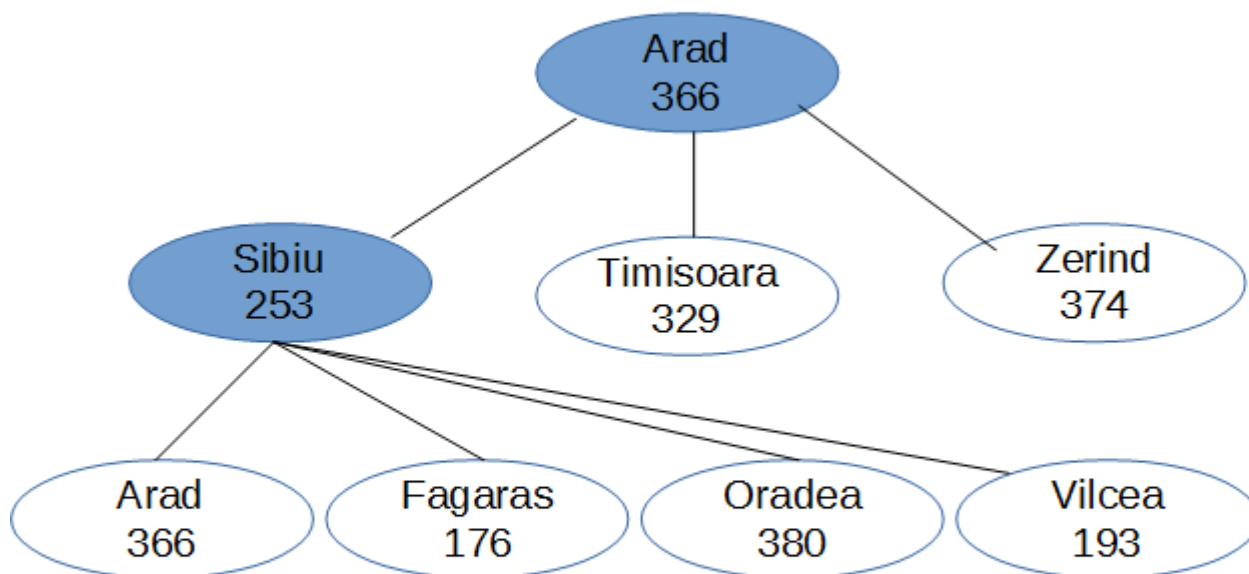 Arad
366
Sibiu
253
Timisoara
329
Zerind
374
Arad
366
Fagaras
176
Oradea
380
Vilcea
193